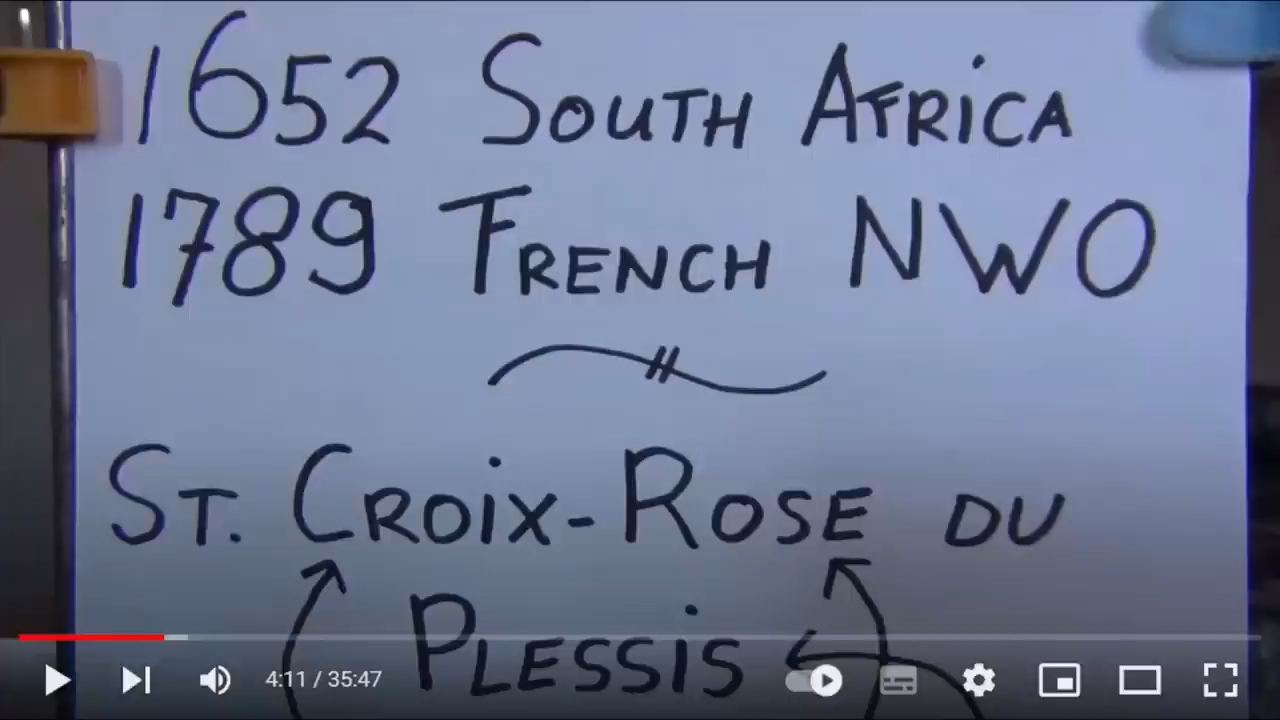 1652 SOUTH AFRICA
1789 FRENCH NWO
ST. CROIX-ROSE DU
PLESSIS
4:11 / 35:47